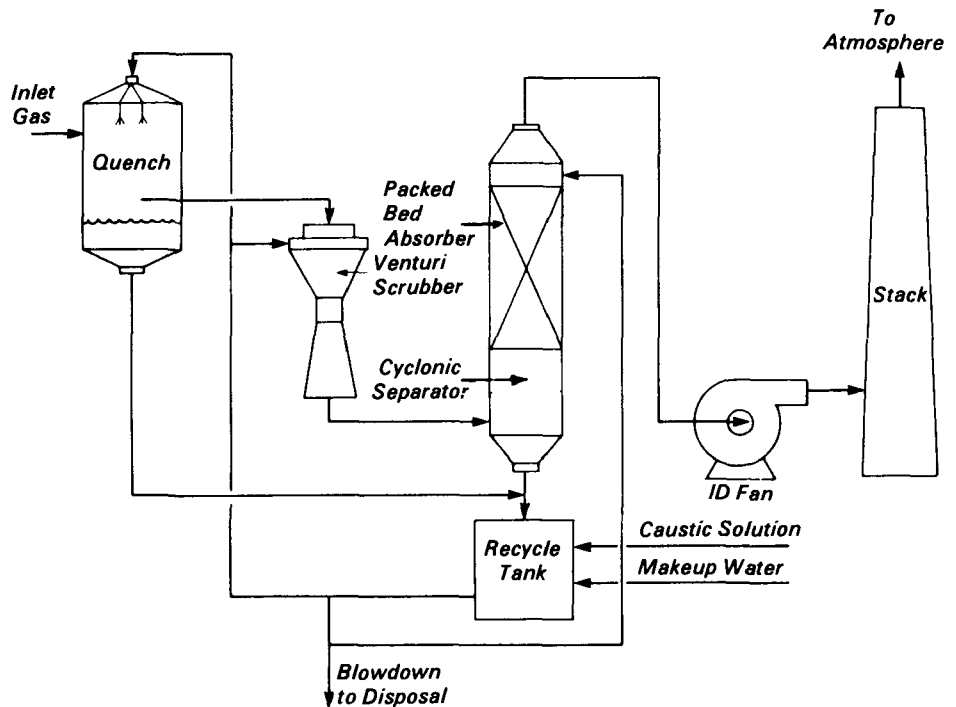 To
Atmosphere
Inlet
Gas
Quench
Packed
Bed
Absorber
Venturi
Scrubber
Stack
Cyclonic
Separator
ID Fan
Caustic Solution
Recycle
Tank
Makeup Water
Blowdown
to Disposal